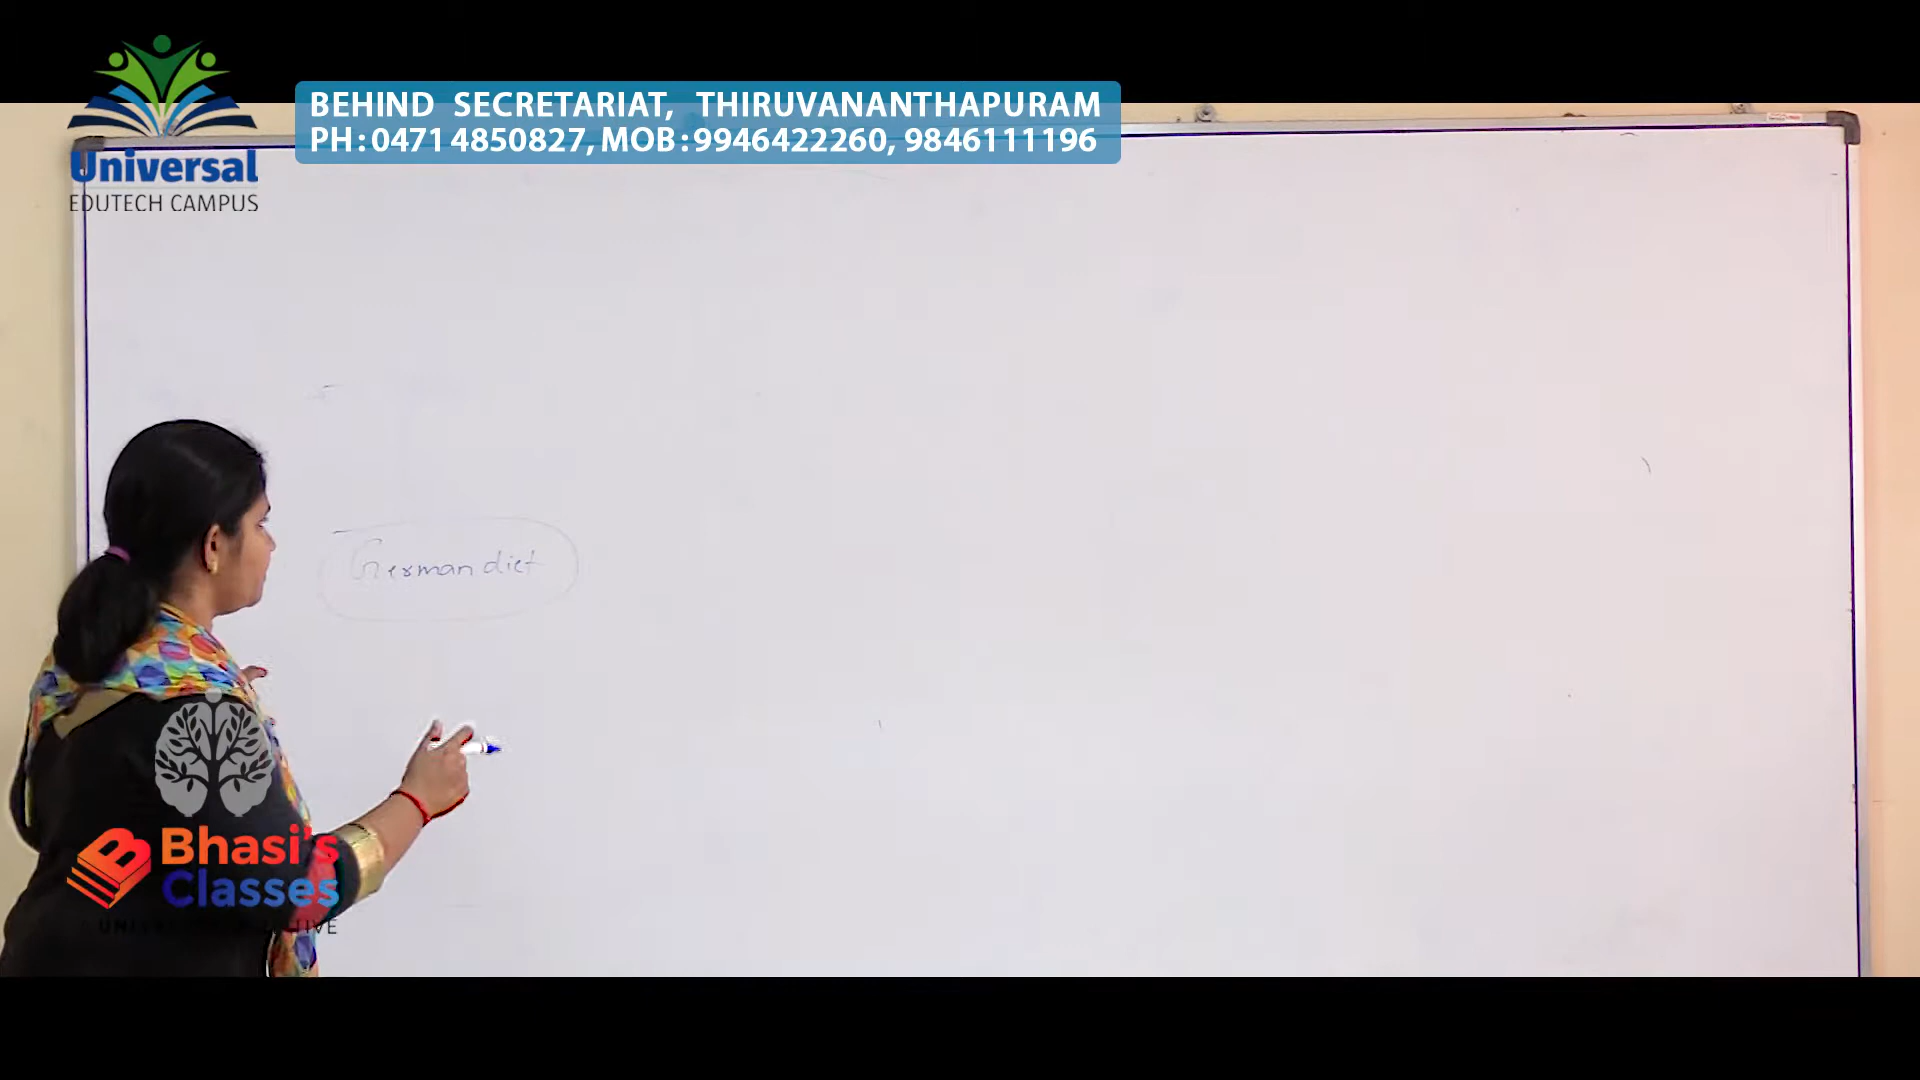 BEHIND SECRETARIAT, THIRUVANANTHAPURAM
PH:0471 4850827, MOB:9946422260, 9846111196
Universal
EDUTECH CAMPUS
German diet
Bhasi's
Classes